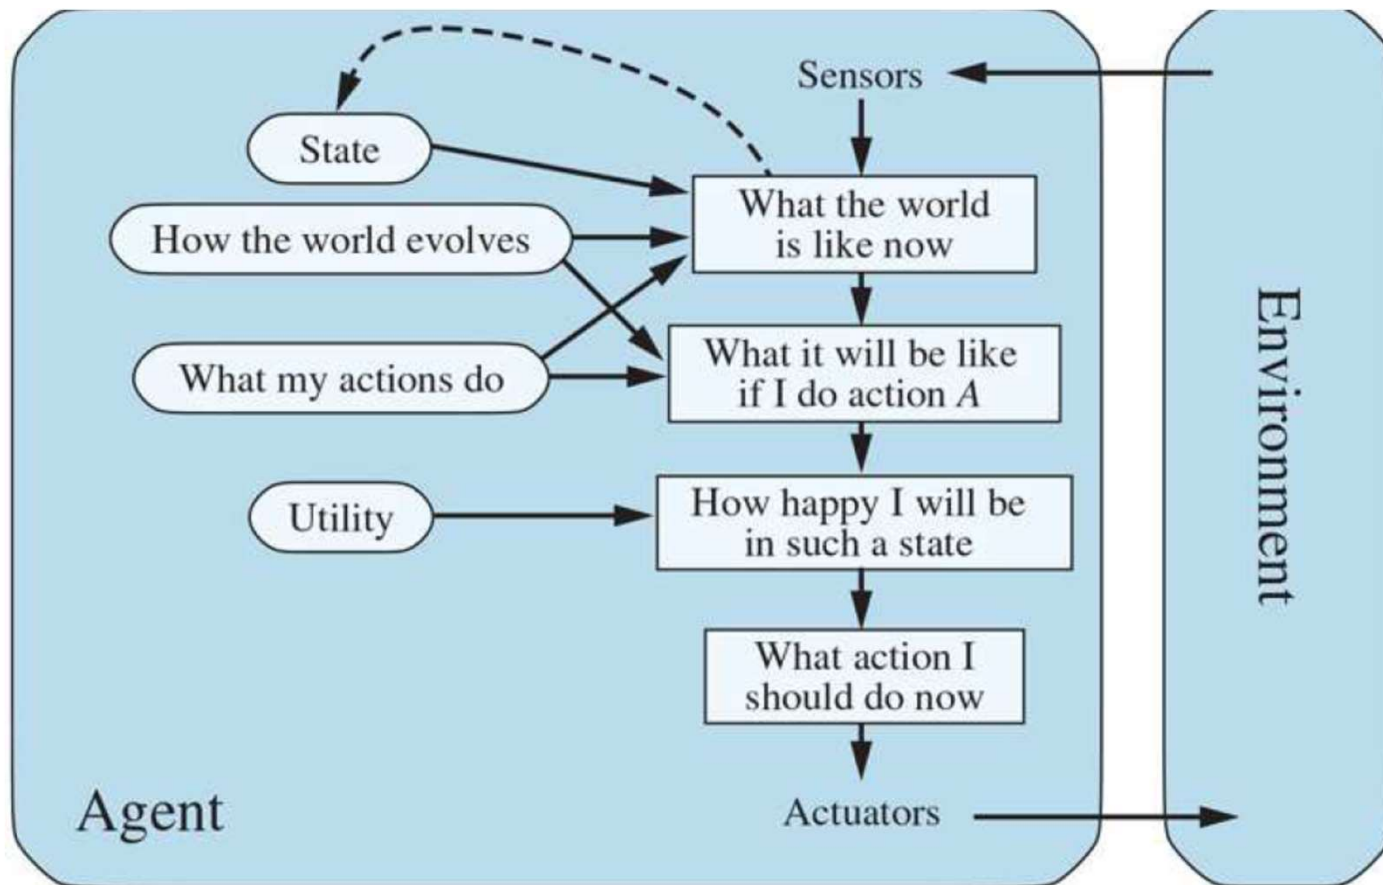 Sensors
State
What the world
is like now
How the world evolves
What it will be like
if I do action A
What my actions do
How happy I will be
in such a state
Utility
What action I
should do now
Actuators
Agent
Environment